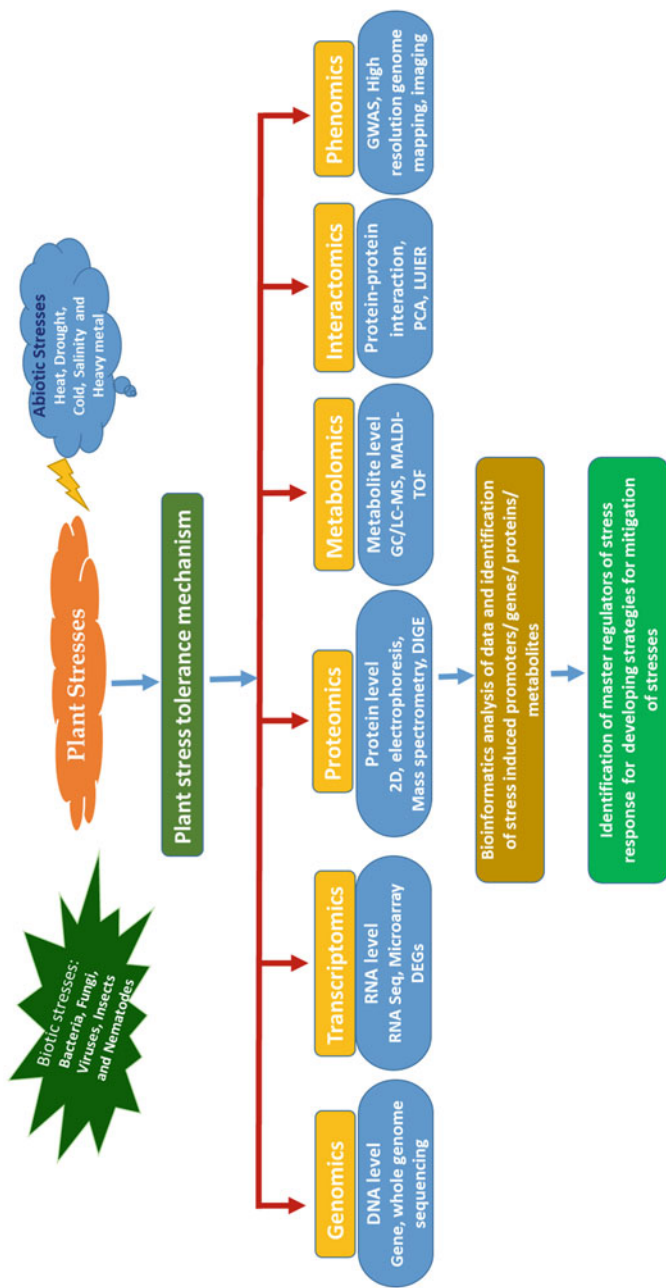 Biotic stresses:
Bacteria, Fungi,
Viruses, Insects
and Nematodes
Plant Stresses
Abiotic Stresses
Heat, Drought,
Cold, Salinity and
Heavy metal
Plant stress tolerance mechanism
Genomics
DNA level
Gene, whole genome
sequencing
Transcriptomics
RNA level
RNA Seq, Microarray
DEGs
Proteomics
Protein level
2D, electrophoresis,
Mass spectrometry, DIGE
Metabolomics
Metabolite level
GC/LC-MS, MALDI-
TOF
Interactomics
Protein-protein
interaction,
PCA, LUIER
Phenomics
GWAS, High
resolution genome
mapping, imaging
Bioinformatics analysis of data and identification
of stress induced promoters/ genes/ proteins/
metabolites
Identification of master regulators of stress
response for developing strategies for mitigation
of stresses